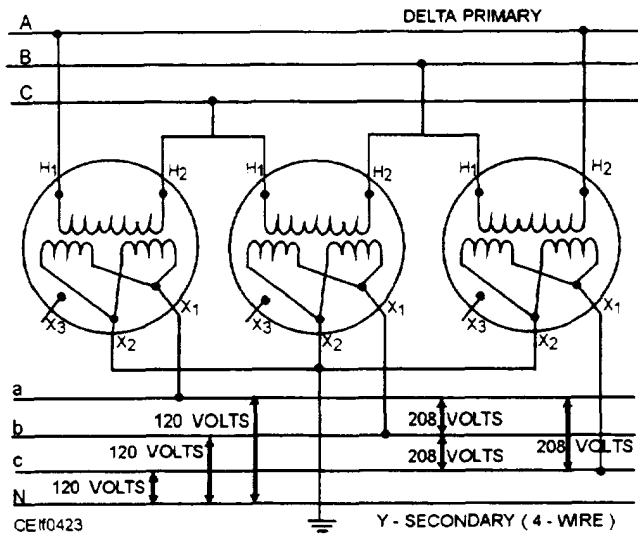 A DELTA PRIMARY
B
C
H1 H2 H1 H2 H1 H2
X1 X1 X1
X3 X2 X3 X2 X3 X2
a
120 VOLTS 208 VOLTS
b
120 VOLTS 208 VOLTS 208 VOLTS
c
120 VOLTS
N
CElf0423 Y - SECONDARY ( 4 - WIRE )